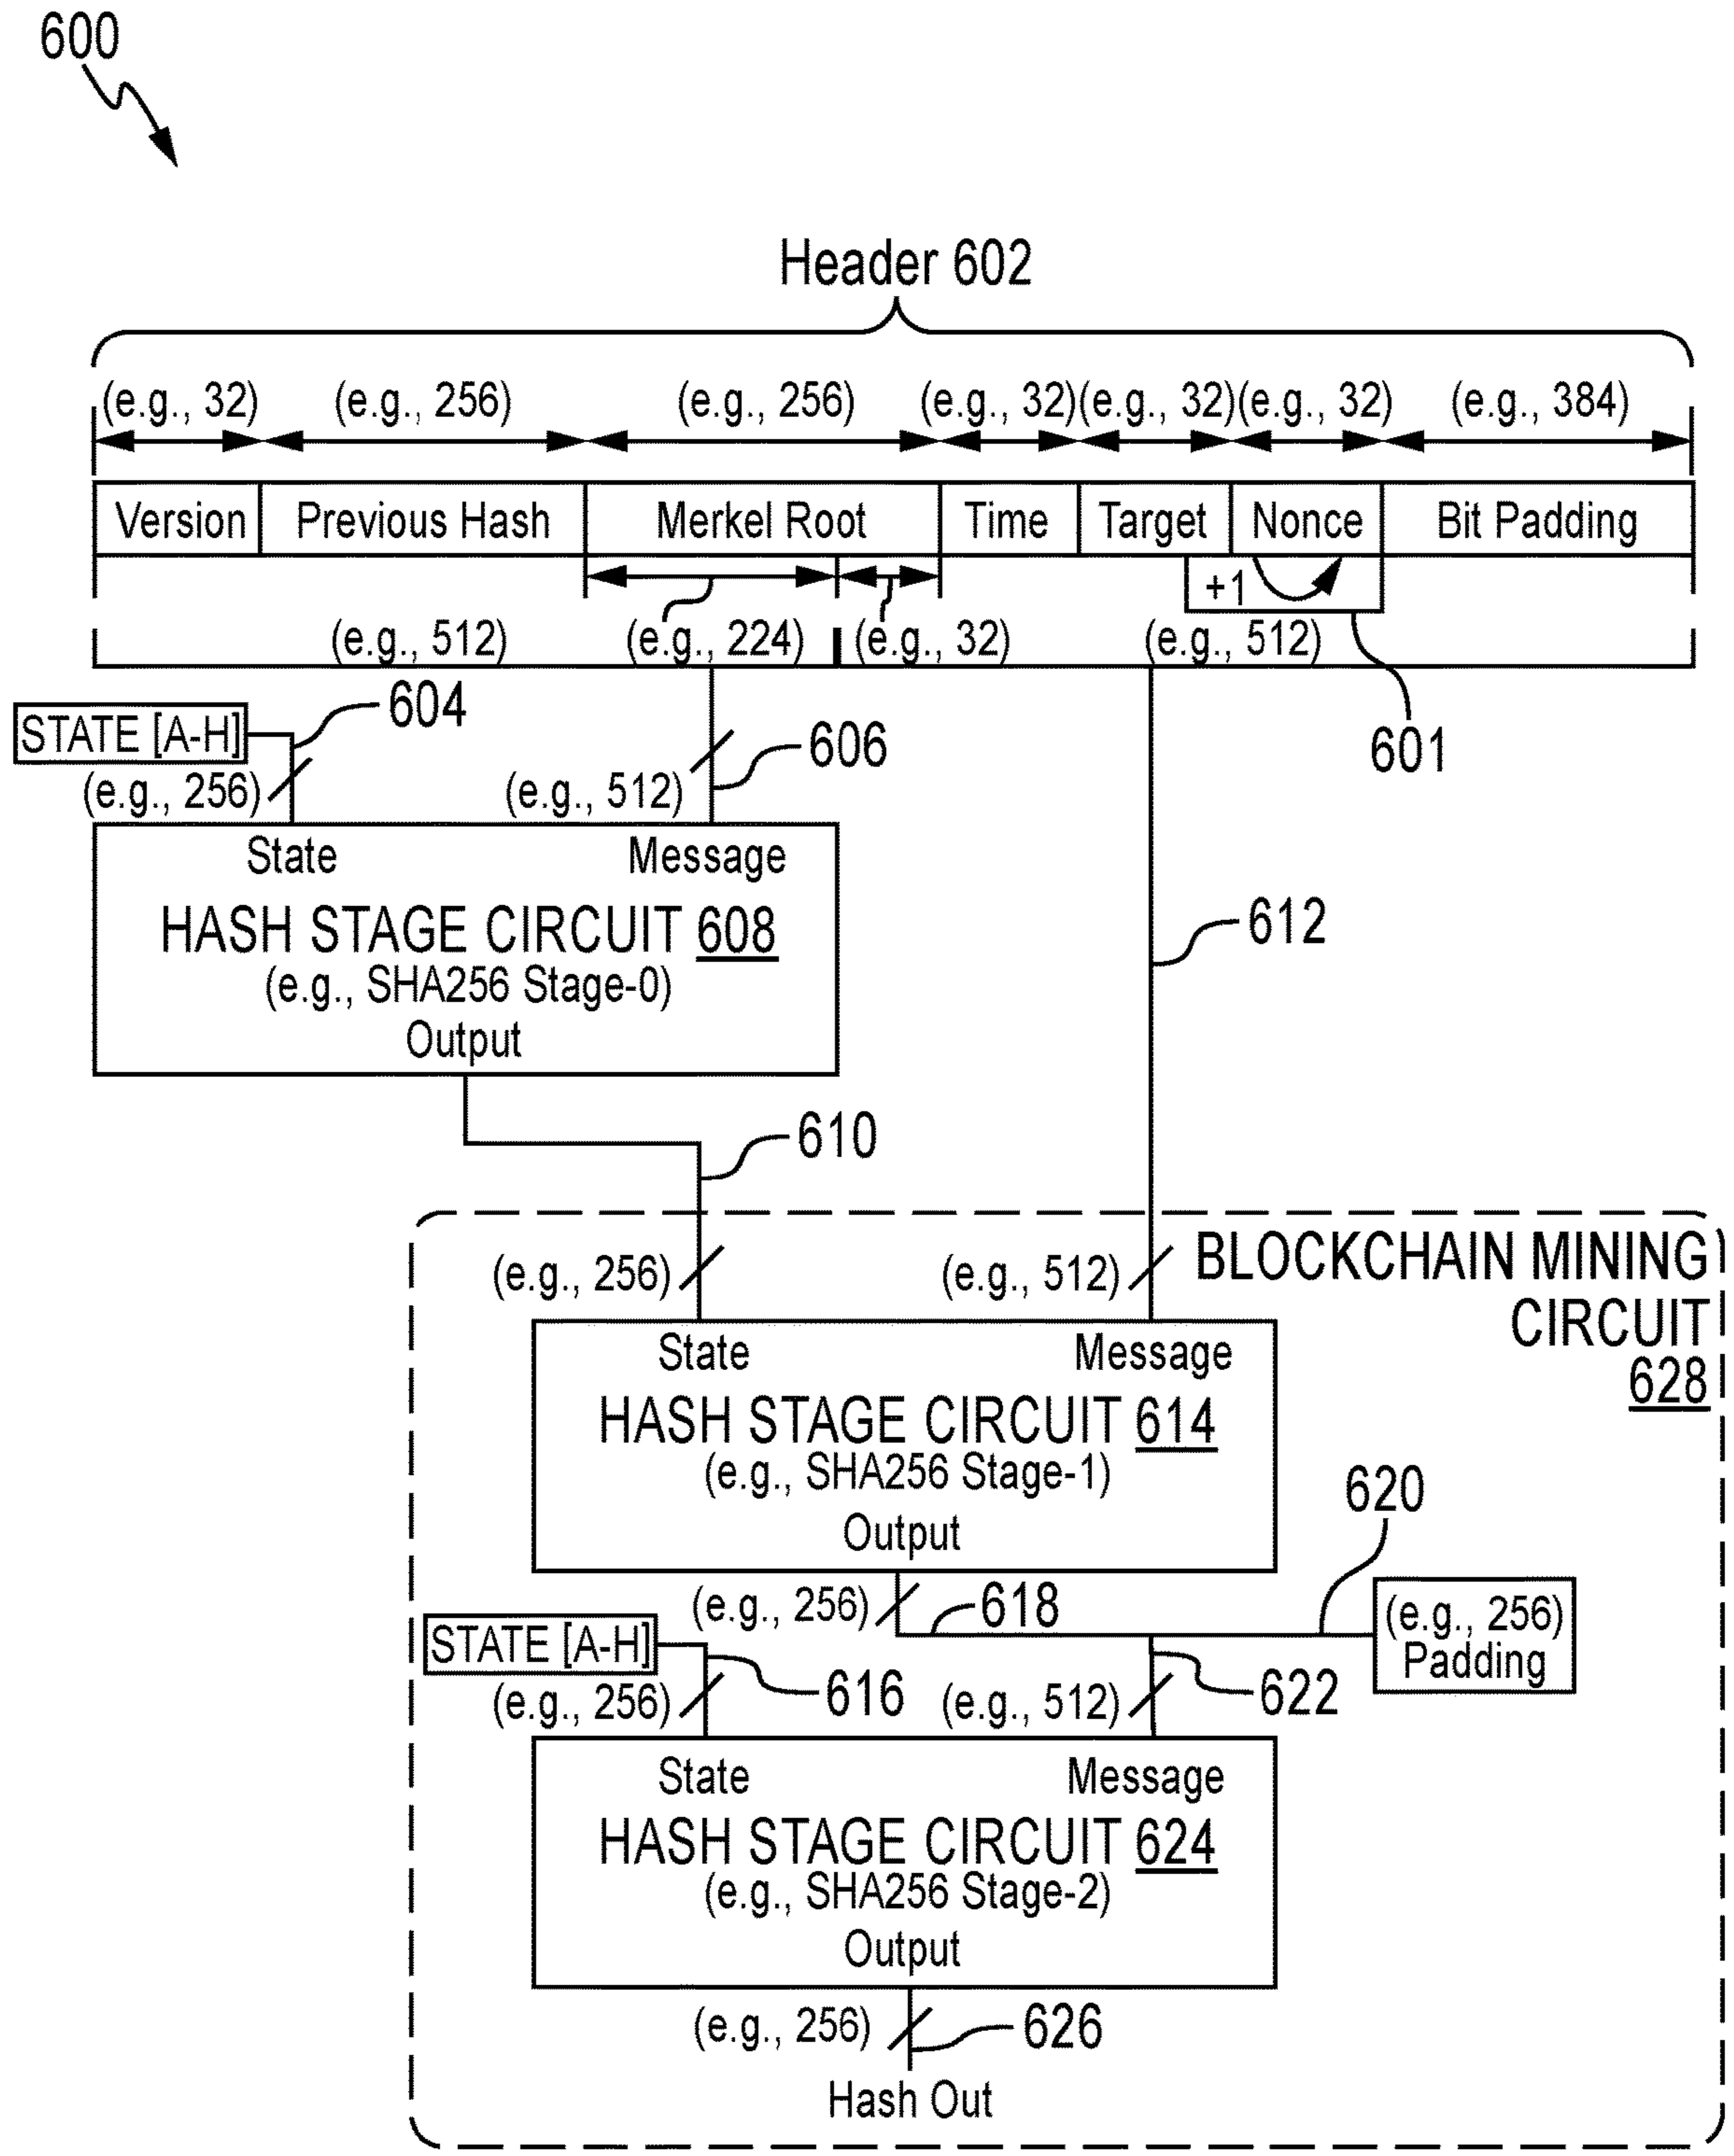 600
Header 602
(e.g., 32) (e.g., 256) (e.g., 256) (e.g., 32)(e.g., 32)(e.g., 32) (e.g., 384)
Version Previous Hash Merkel Root Time Target Nonce Bit Padding
+1
(e.g., 512) (e.g., 224) (e.g., 32) (e.g., 512)
601
STATE [A-H]
604
(e.g., 256)
(e.g., 512)
606
State Message
HASH STAGE CIRCUIT 608
(e.g., SHA256 Stage-0)
Output
612
610
BLOCKCHAIN MINING
CIRCUIT
628
(e.g., 256) (e.g., 512)
State Message
HASH STAGE CIRCUIT 614
(e.g., SHA256 Stage-1)
Output
620
(e.g., 256)
618
(e.g., 256)
Padding
STATE [A-H]
(e.g., 256)
616
(e.g., 512)
622
State Message
HASH STAGE CIRCUIT 624
(e.g., SHA256 Stage-2)
Output
(e.g., 256)
626
Hash Out